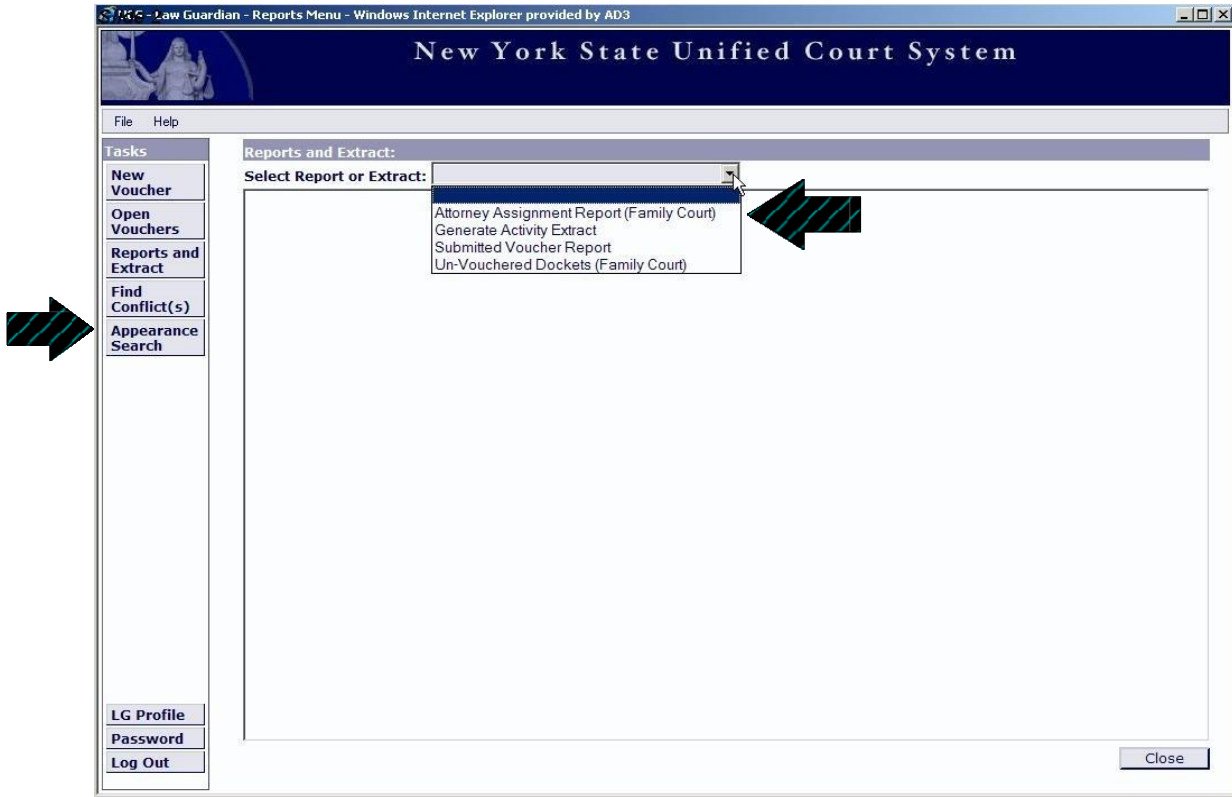 - Law Guardian - Reports Menu - Windows Internet Explorer provided by AD3
New York State Unified Court System
File Help
Tasks
Reports and Extract:
New
Voucher
Select Report or Extract:
Attorney Assignment Report (Family Court)
Generate Activity Extract
Submitted Voucher Report
Un-Vouchered Dockets (Family Court)
Open
Vouchers
Reports and
Extract
Find
Conflict(s)
Appearance
Search
LG Profile
Password
Log Out
Close